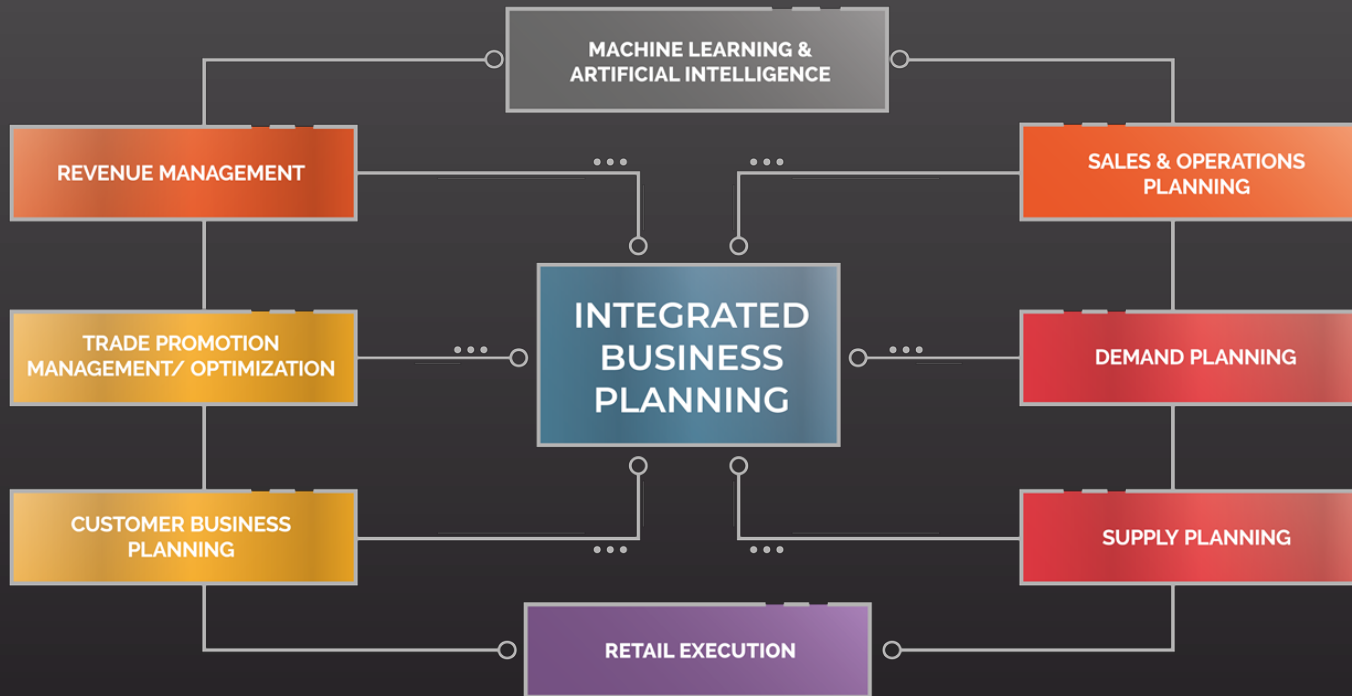 MACHINE LEARNING &
ARTIFICIAL INTELLIGENCE
REVENUE MANAGEMENT
SALES & OPERATIONS
PLANNING
TRADE PROMOTION
MANAGEMENT/ OPTIMIZATION
INTEGRATED
BUSINESS
PLANNING
DEMAND PLANNING
CUSTOMER BUSINESS
PLANNING
SUPPLY PLANNING
RETAIL EXECUTION